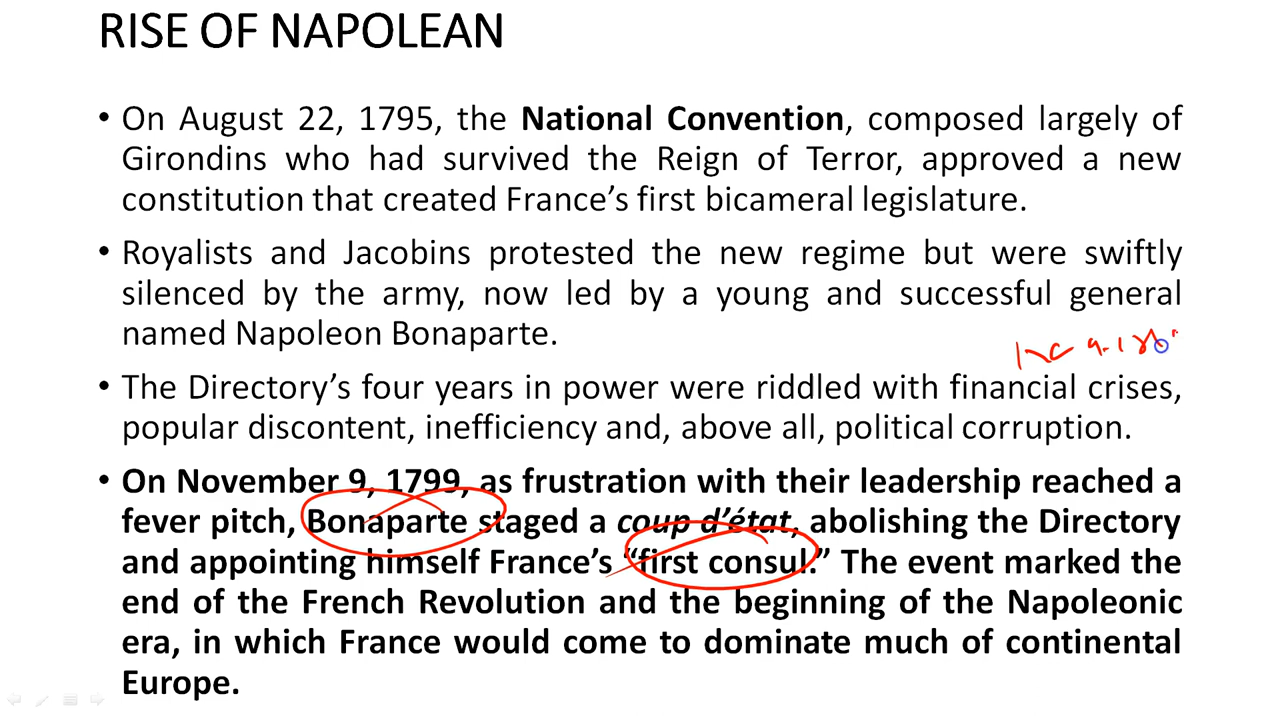 RISE OF NAPOLEAN
• On August 22, 1795, the National Convention, composed largely of
Girondins who had survived the Reign of Terror, approved a new
constitution that created France’s first bicameral legislature.
• Royalists and Jacobins protested the new regime but were swiftly
silenced by the army, now led by a young and successful general
named Napoleon Bonaparte.
• The Directory’s four years in power were riddled with financial crises,
popular discontent, inefficiency and, above all, political corruption.
• On November 9, 1799, as frustration with their leadership reached a
fever pitch, Bonaparte staged a coup d’état, abolishing the Directory
and appointing himself France’s “first consul.” The event marked the
end of the French Revolution and the beginning of the Napoleonic
era, in which France would come to dominate much of continental
Europe.